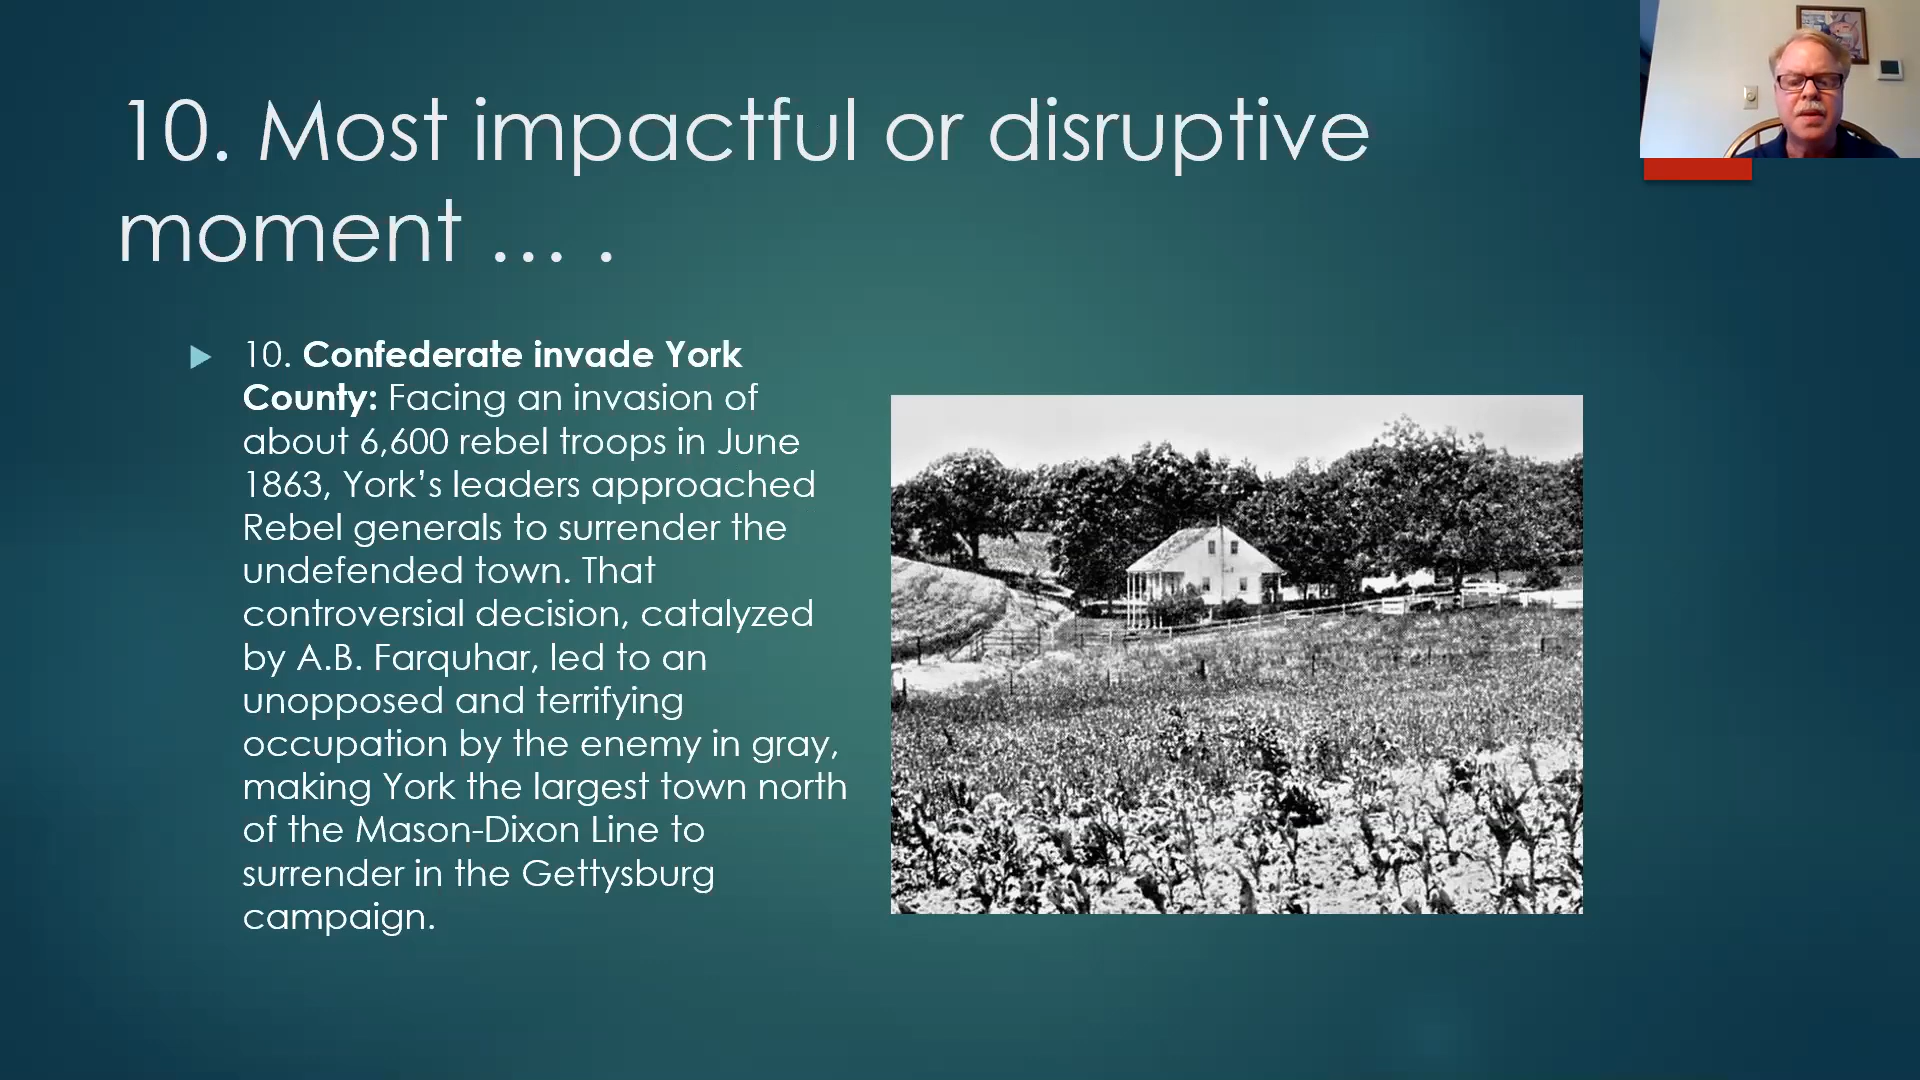 10. Most impactful or disruptive
moment … .
10. Confederate invade York
County: Facing an invasion of
about 6,600 rebel troops in June
1863, York’s leaders approached
Rebel generals to surrender the
undefended town. That
controversial decision, catalyzed
by A.B. Farquhar, led to an
unopposed and terrifying
occupation by the enemy in gray,
making York the largest town north
of the Mason-Dixon Line to
surrender in the Gettysburg
campaign.